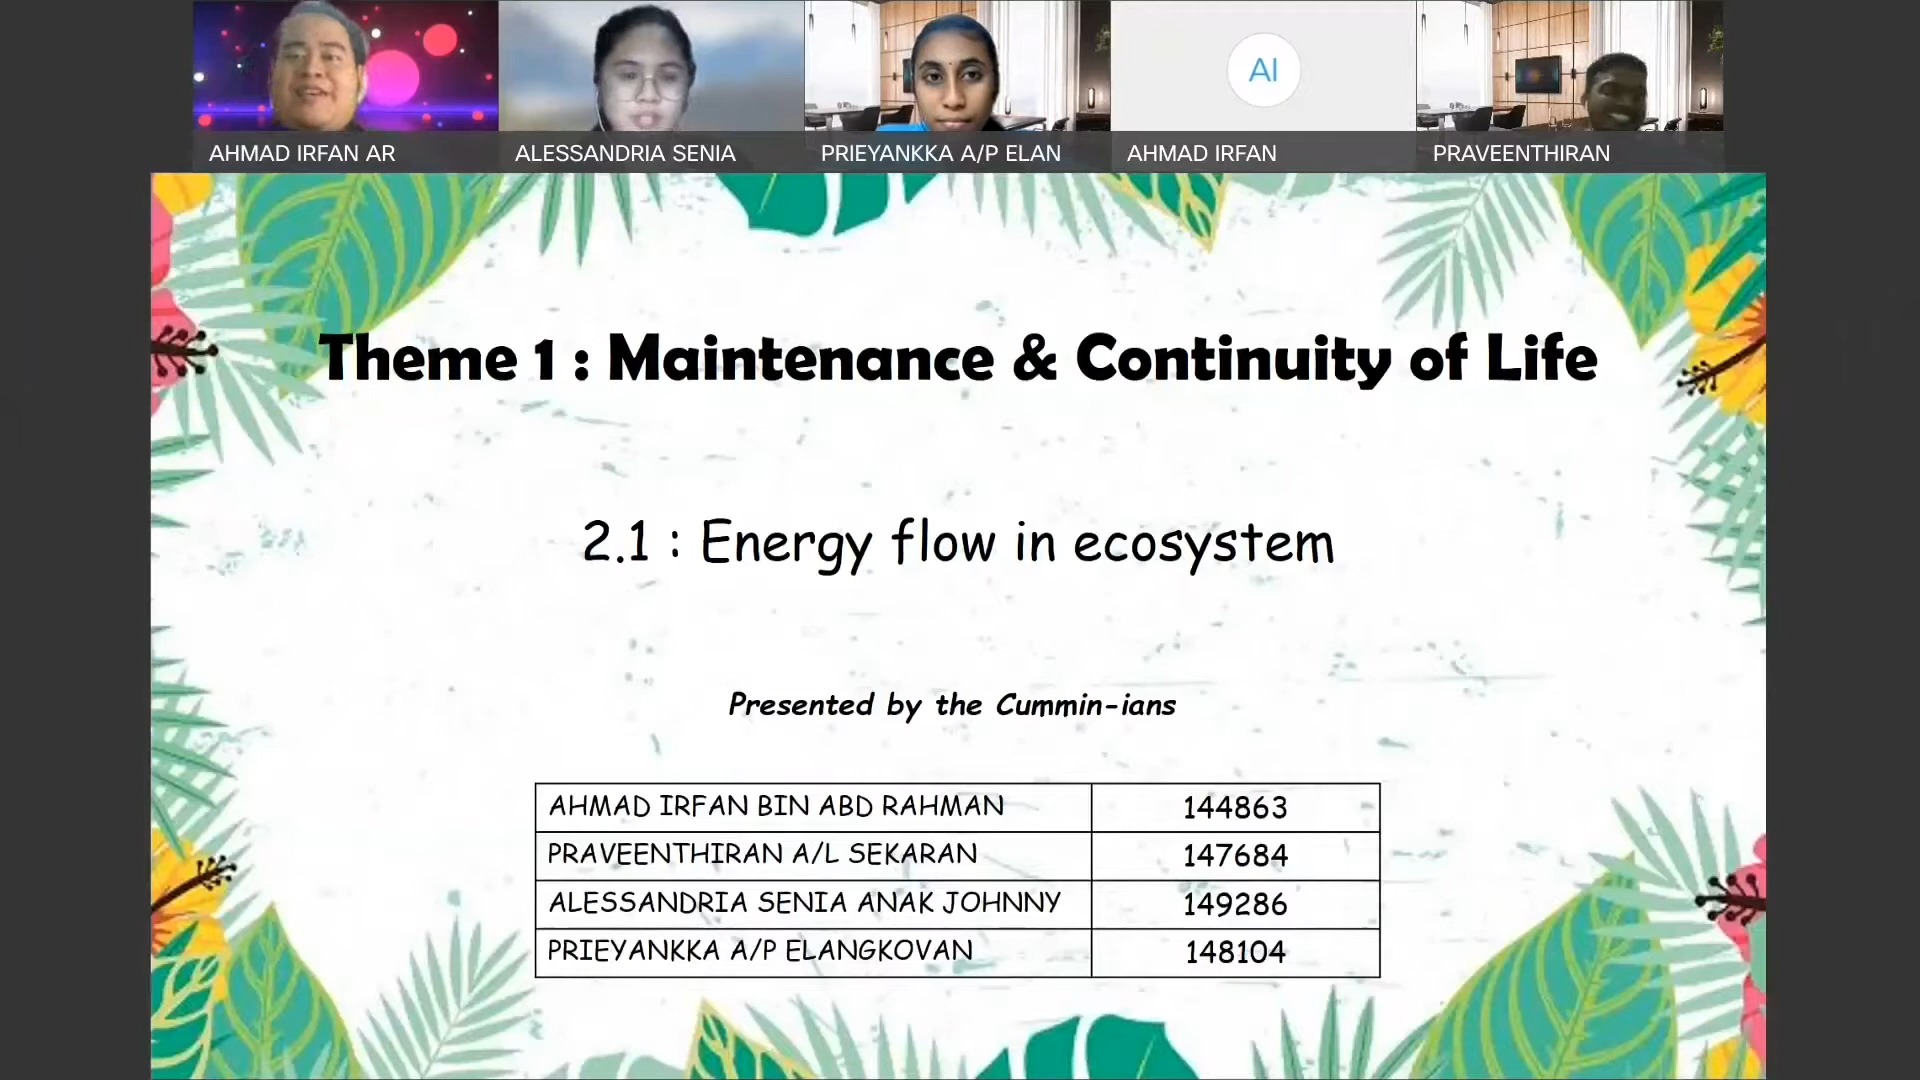 AHMAD IRFAN AR
ALESSANDRIA SENIA
PRIEYANKKA A/P ELAN
AI
AHMAD IRFAN
PRAVEENTHIRAN
Theme 1 : Maintenance & Continuity of Life
2.1 : Energy flow in ecosystem
Presented by the Cummin-ians
AHMAD IRFAN BIN ABD RAHMAN 144863
PRAVEENTHIRAN A/L SEKARAN 147684
ALESSANDRIA SENIA ANAK JOHNNY 149286
PRIEYANKKA A/P ELANGKOVAN 148104